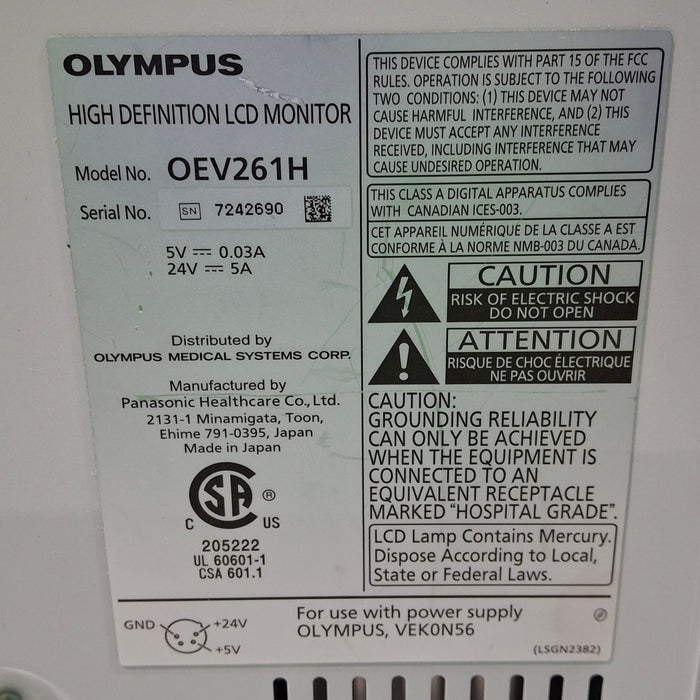 OLYMPUS
HIGH DEFINITION LCD MONITOR
Model No. OEV261H
Serial No. SN 7242690
5V ⎓ 0.03A
24V ⎓ 5A
Distributed by
OLYMPUS MEDICAL SYSTEMS CORP.
Manufactured by
Panasonic Healthcare Co., Ltd.
2131-1 Minamigata, Toon,
Ehime 791-0395, Japan
Made in Japan
CSA ®
C US
205222
UL 60601-1
CSA 601.1
THIS DEVICE COMPLIES WITH PART 15 OF THE FCC
RULES. OPERATION IS SUBJECT TO THE FOLLOWING
TWO CONDITIONS: (1) THIS DEVICE MAY NOT
CAUSE HARMFUL INTERFERENCE, AND (2) THIS
DEVICE MUST ACCEPT ANY INTERFERENCE
RECEIVED, INCLUDING INTERFERENCE THAT MAY
CAUSE UNDESIRED OPERATION.
THIS CLASS A DIGITAL APPARATUS COMPLIES
WITH CANADIAN ICES-003.
CET APPAREIL NUMÉRIQUE DE LA CLASSE A EST
CONFORME À LA NORME NMB-003 DU CANADA.
CAUTION
RISK OF ELECTRIC SHOCK
DO NOT OPEN
ATTENTION
RISQUE DE CHOC ÉLECTRIQUE
NE PAS OUVRIR
CAUTION:
GROUNDING RELIABILITY
CAN ONLY BE ACHIEVED
WHEN THE EQUIPMENT IS
CONNECTED TO AN
EQUIVALENT RECEPTACLE
MARKED "HOSPITAL GRADE".
LCD Lamp Contains Mercury.
Dispose According to Local,
State or Federal Laws.
GND +24V
+5V
For use with power supply
OLYMPUS, VEK0N56
(LSGN2382)